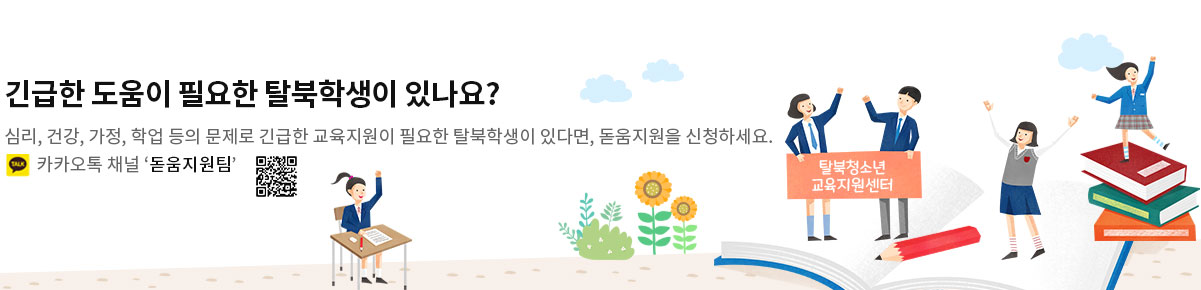 긴급한 도움이 필요한 탈북학생이 있나요?
심리, 건강, 가정, 학업 등의 문제로 긴급한 교육지원이 필요한 탈북학생이 있다면, 돋움지원을 신청하세요.
TALK 카카오톡 채널 ‘돋움지원팀’
탈북청소년
교육지원센터